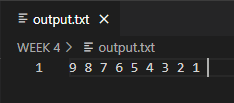 output.txt
WEEK 4 > output.txt
1 9 8 7 6 5 4 3 2 1